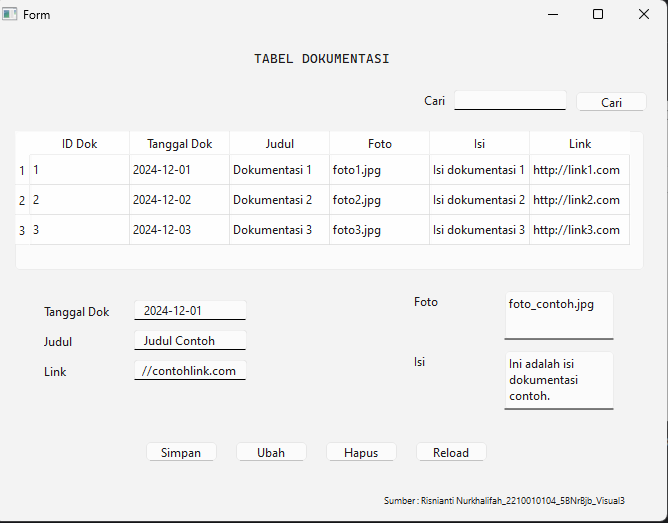 Form
TABEL DOKUMENTASI
Cari Cari
ID Dok Tanggal Dok Judul Foto Isi Link
1 1 2024-12-01 Dokumentasi 1 foto1.jpg Isi dokumentasi 1 http://link1.com
2 2 2024-12-02 Dokumentasi 2 foto2.jpg Isi dokumentasi 2 http://link2.com
3 3 2024-12-03 Dokumentasi 3 foto3.jpg Isi dokumentasi 3 http://link3.com
Tanggal Dok 2024-12-01
Judul Judul Contoh
Link //contohlink.com
Foto foto_contoh.jpg
Isi Ini adalah isi
dokumentasi
contoh.
Simpan Ubah Hapus Reload
Sumber : Risnianti Nurkhalifah_2210010104_5BNrBjb_Visual3